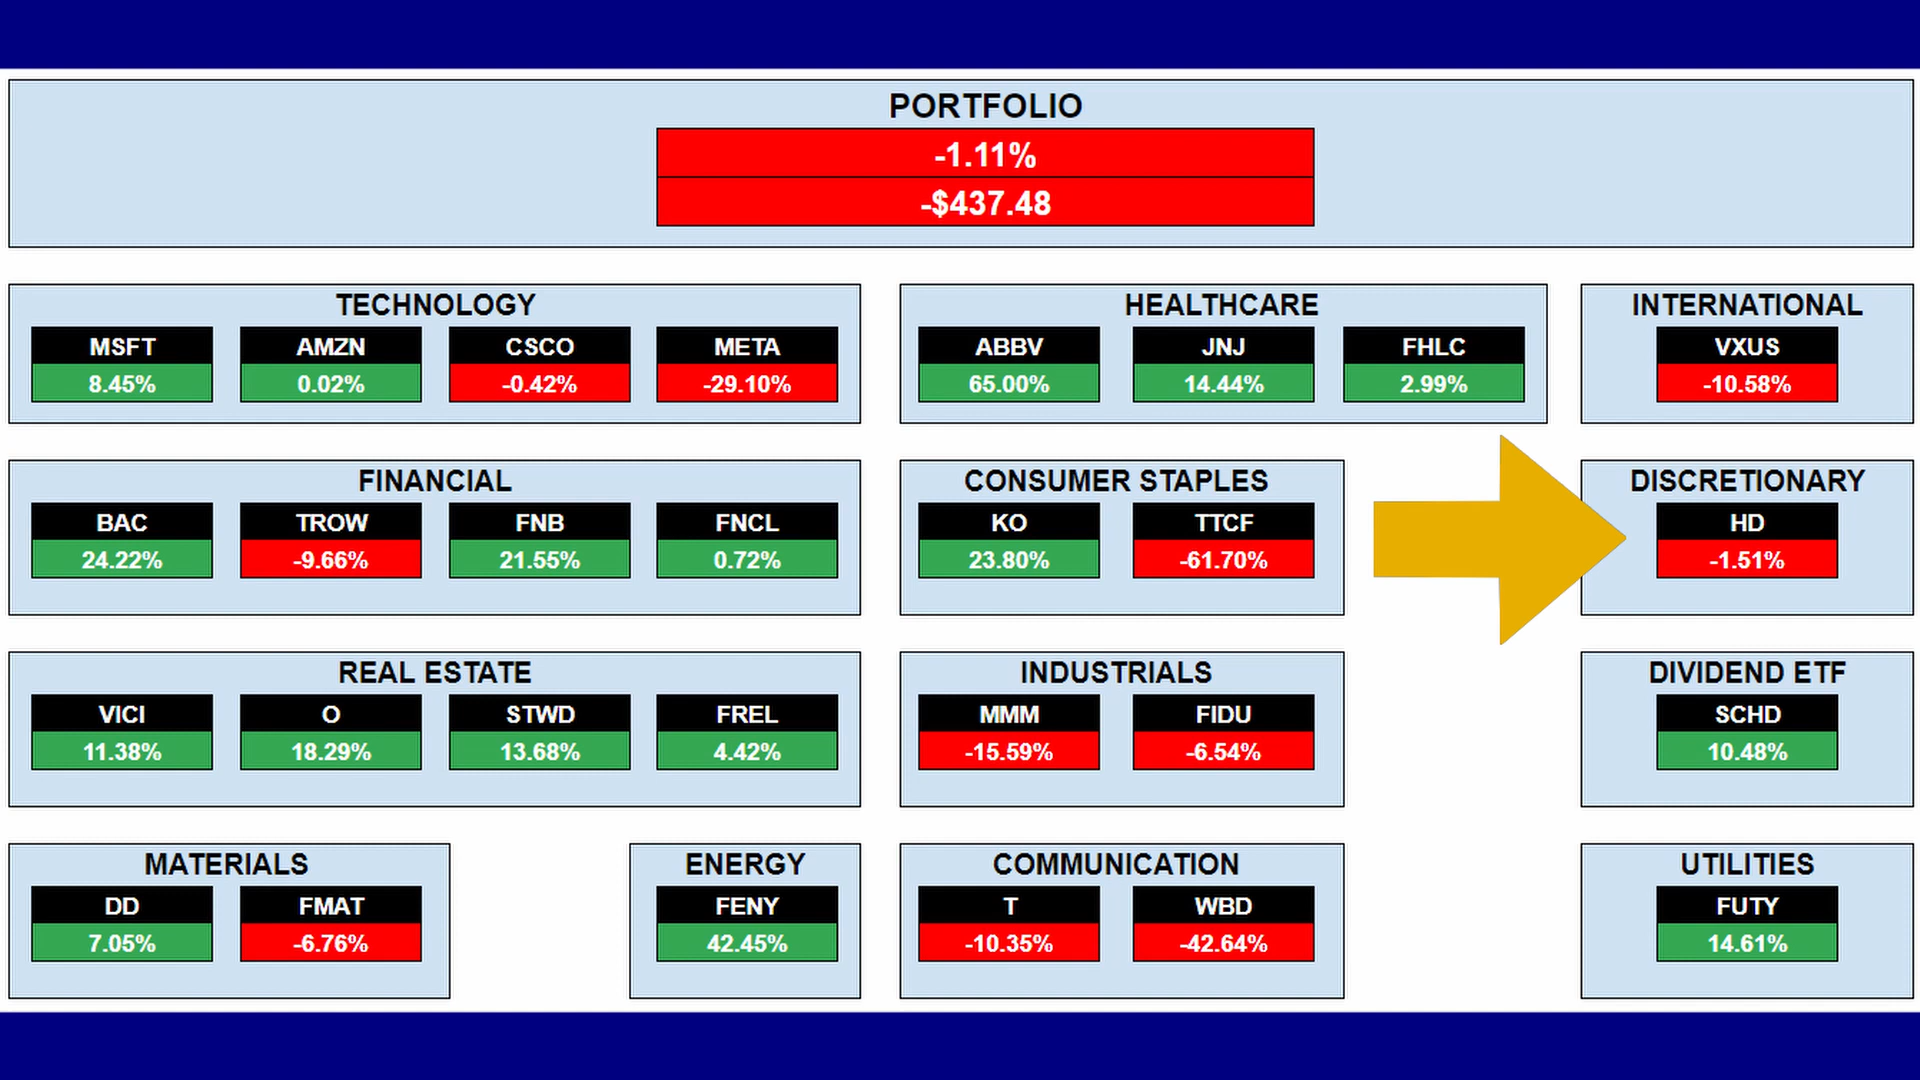 PORTFOLIO
-1.11%
-$437.48
TECHNOLOGY
MSFT AMZN CSCO META
8.45% 0.02% -0.42% -29.10%
HEALTHCARE
ABBV JNJ FHLC
65.00% 14.44% 2.99%
INTERNATIONAL
VXUS
-10.58%
FINANCIAL
BAC TROW FNB FNCL
24.22% -9.66% 21.55% 0.72%
CONSUMER STAPLES
KO TTCF
23.80% -61.70%
DISCRETIONARY
HD
-1.51%
REAL ESTATE
VICI O STWD FREL
11.38% 18.29% 13.68% 4.42%
INDUSTRIALS
MMM FIDU
-15.59% -6.54%
DIVIDEND ETF
SCHD
10.48%
MATERIALS
DD FMAT
7.05% -6.76%
ENERGY
FENY
42.45%
COMMUNICATION
T WBD
-10.35% -42.64%
UTILITIES
FUTY
14.61%